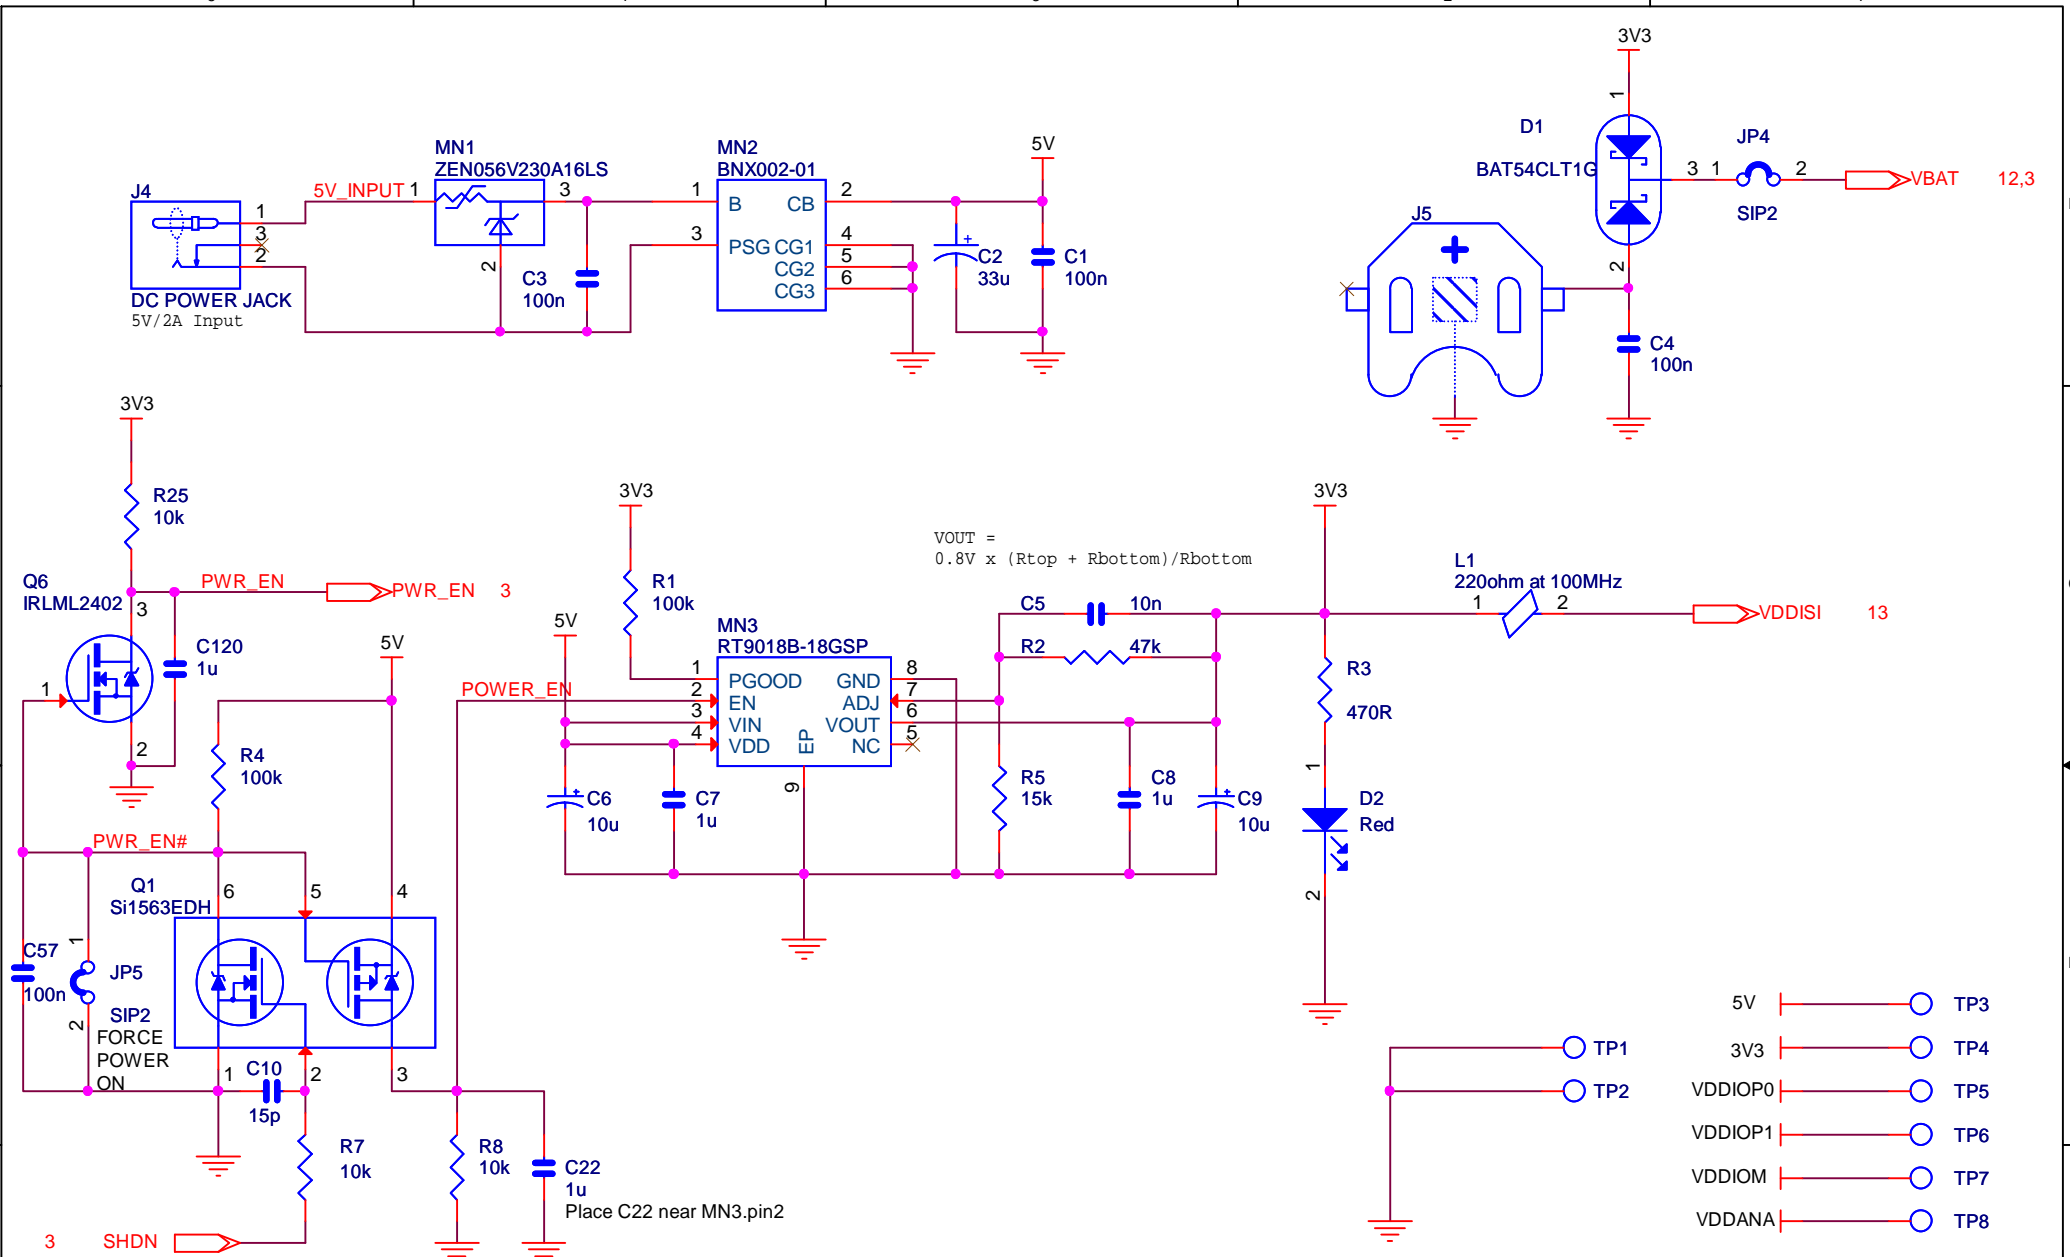 3V3
D1
BAT54CLT1G
1
2
3
JP4
1
2
SIP2
VBAT
12,3
J5
C4
100n
J4
DC POWER JACK
5V/2A Input
1
3
2
5V_INPUT
MN1
ZEN056V230A16LS
1
3
2
C3
100n
MN2
BNX002-01
1
B
CB
2
3
PSG
CG1
4
CG2
5
CG3
6
C2
33u
+
5V
C1
100n
3V3
R25
10k
Q6
IRLML2402
PWR_EN
PWR_EN
3
3
1
2
C120
1u
5V
R4
100k
PWR_EN#
Q1
Si1563EDH
6
5
4
1
2
3
C57
100n
1
JP5
SIP2
2
FORCE
POWER
ON
C10
15p
R7
10k
3
SHDN
R8
10k
C22
1u
Place C22 near MN3.pin2
3V3
R1
100k
5V
POWER_EN
MN3
RT9018B-18GSP
1
PGOOD
GND
8
2
EN
ADJ
7
3
VIN
VOUT
6
4
VDD
NC
5
EP
9
C6
10u
+
C7
1u
VOUT =
0.8V x (Rtop + Rbottom)/Rbottom
C5
10n
R2
47k
R5
15k
C8
1u
C9
10u
+
3V3
R3
470R
1
D2
Red
2
L1
220ohm at 100MHz
1
2
VDDISI
13
TP1
TP2
5V
TP3
3V3
TP4
VDDIOP0
TP5
VDDIOP1
TP6
VDDIOM
TP7
VDDANA
TP8